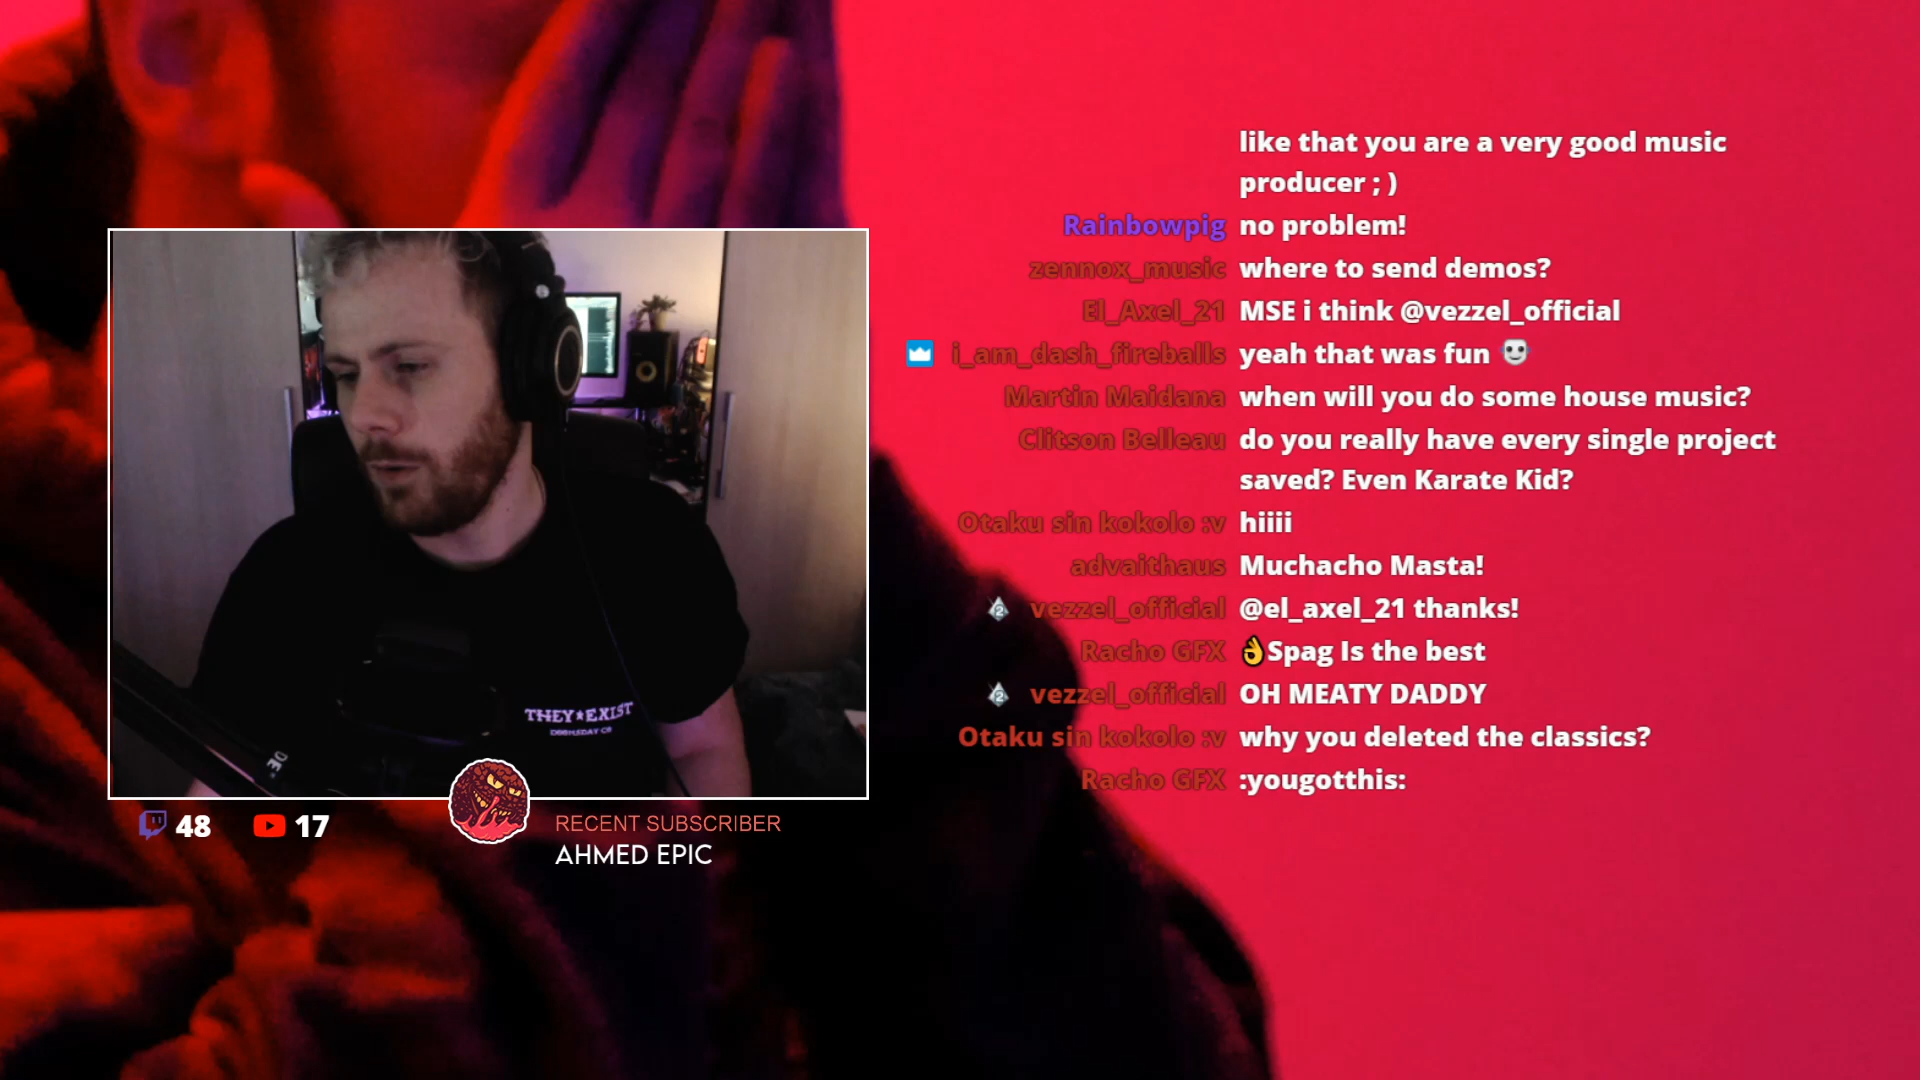 like that you are a very good music
producer ; )
Rainbowpig no problem!
zennox_music where to send demos?
El_Axel_21 MSE i think @vezzel_official
i_am_dash_fireballs yeah that was fun
Martin Maidana when will you do some house music?
Clitson Belleau do you really have every single project
saved? Even Karate Kid?
Otaku sin kokolo :v hiiii
advaithaus Muchacho Masta!
2 vezzel_official @el_axel_21 thanks!
Racho GFX 👌Spag Is the best
2 vezzel_official OH MEATY DADDY
Otaku sin kokolo :v why you deleted the classics?
Racho GFX :yougotthis:
THEY★EXIST
48 17
RECENT SUBSCRIBER
AHMED EPIC